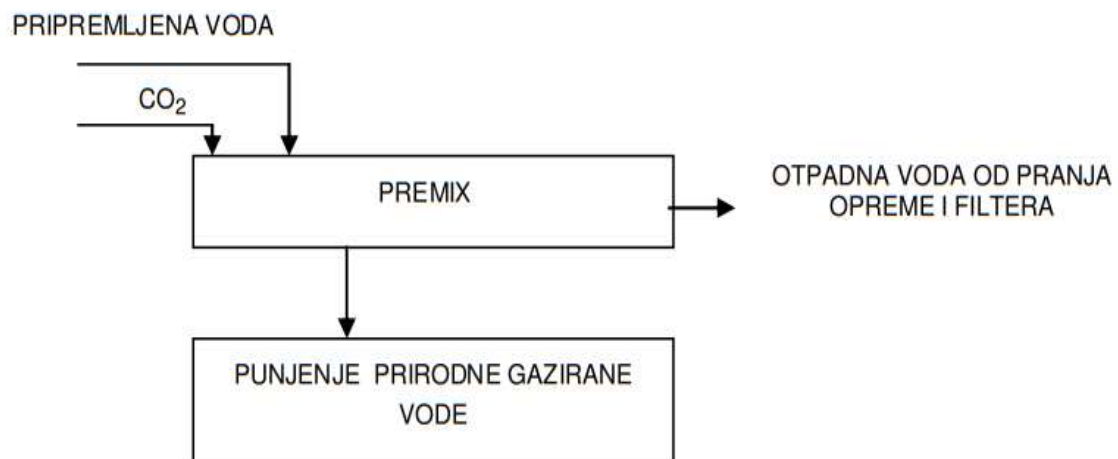 PRIPREMLJENA VODA
CO₂
PREMIX
OTPADNA VODA OD PRANJA
OPREME I FILTERA
PUNJENJE PRIRODNE GAZIRANE
VODE